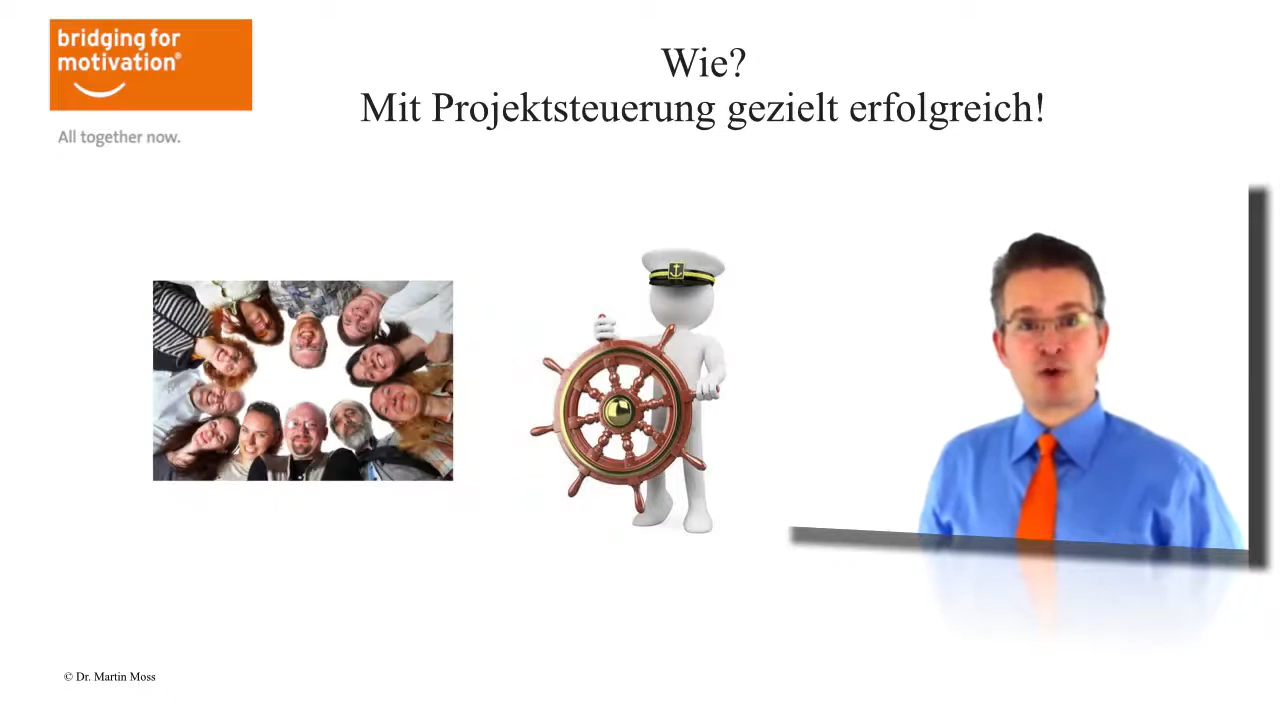 bridging for
motivation®
All together now.
Wie?
Mit Projektsteuerung gezielt erfolgreich!
© Dr. Martin Moss